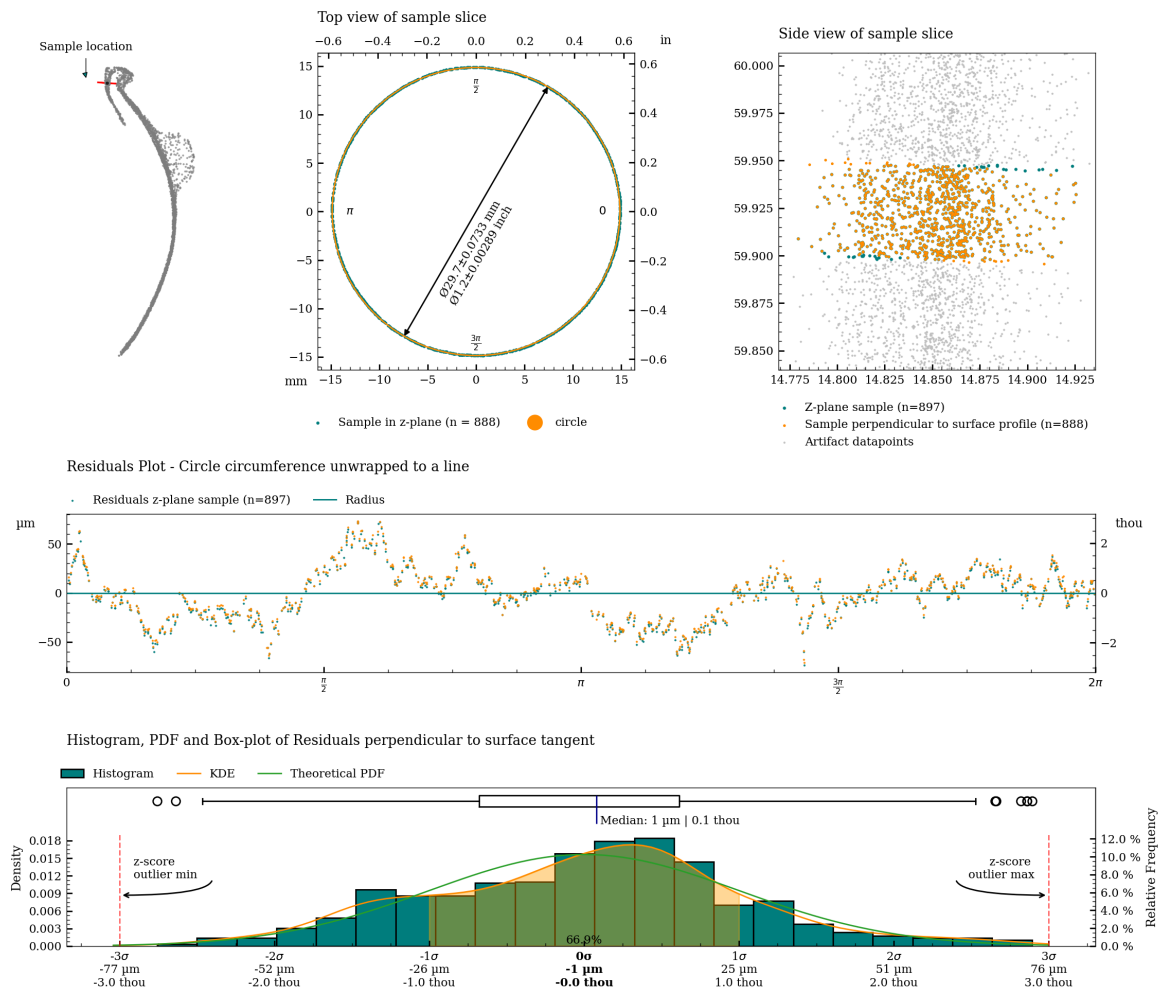 Top view of sample slice
Sample location
−0.6 −0.4 −0.2 0.0 0.2 0.4 0.6 in
15
10
5
0
−5
−10
−15
0.6
0.4
0.2
0.0
−0.2
−0.4
−0.6
π/2
π
0
3π/2
Ø29.7±0.0733 mm
Ø1.2±0.00289 inch
mm −15 −10 −5 0 5 10 15
Sample in z-plane (n = 888) circle
Side view of sample slice
60.000
59.975
59.950
59.925
59.900
59.875
59.850
14.775 14.800 14.825 14.850 14.875 14.900 14.925
Z-plane sample (n=897)
Sample perpendicular to surface profile (n=888)
Artifact datapoints
Residuals Plot - Circle circumference unwrapped to a line
Residuals z-plane sample (n=897) Radius
µm thou
50
0
−50
2
0
−2
0 π/2 π 3π/2 2π
Histogram, PDF and Box-plot of Residuals perpendicular to surface tangent
Histogram KDE Theoretical PDF
Median: 1 µm | 0.1 thou
Density
0.018
0.015
0.012
0.009
0.006
0.003
0.000
12.0 %
10.0 %
8.0 %
6.0 %
4.0 %
2.0 %
0.0 %
Relative Frequency
z-score
outlier min
z-score
outlier max
66.9%
-3σ -2σ -1σ 0σ 1σ 2σ 3σ
-77 µm -52 µm -26 µm -1 µm 25 µm 51 µm 76 µm
-3.0 thou -2.0 thou -1.0 thou -0.0 thou 1.0 thou 2.0 thou 3.0 thou